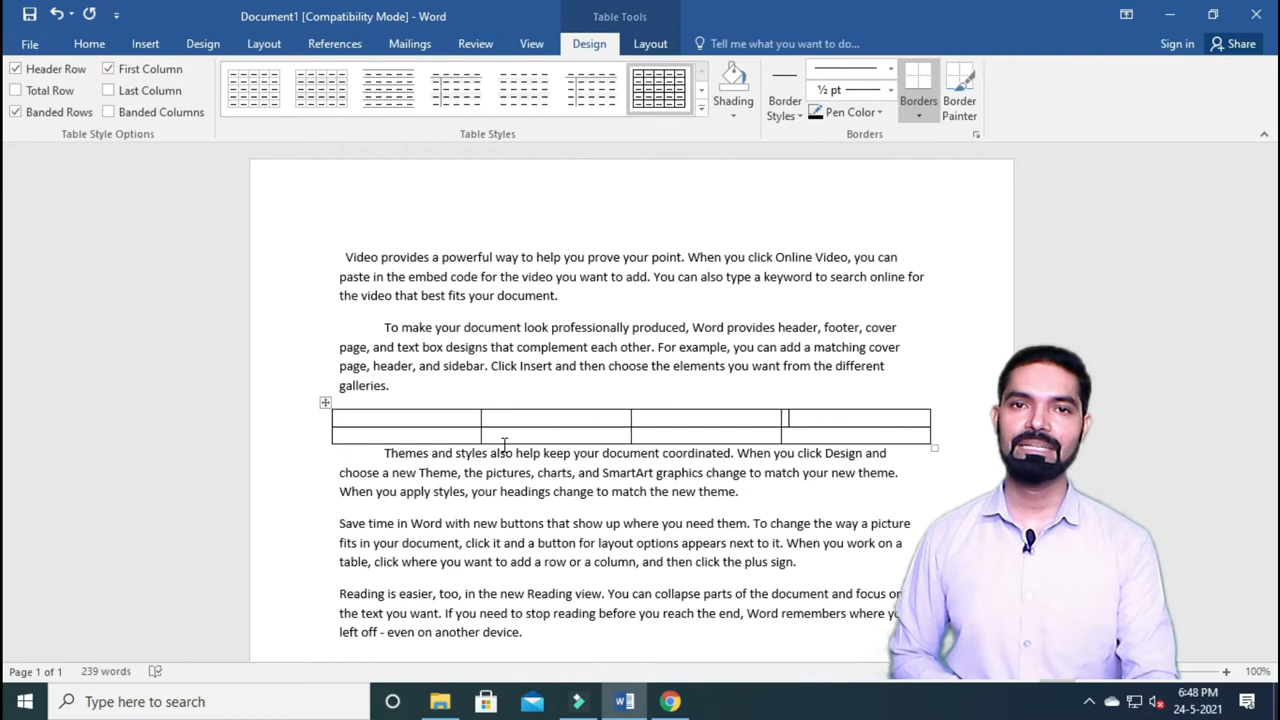 Document1 [Compatibility Mode] - Word
Table Tools
File
Home
Insert
Design
Layout
References
Mailings
Review
View
Design
Layout
Tell me what you want to do...
Sign in
Share
Header Row
First Column
Total Row
Last Column
Banded Rows
Banded Columns
Table Style Options
Table Styles
Shading
Border
Styles
½ pt
Pen Color
Borders
Border
Painter
Borders
Video provides a powerful way to help you prove your point. When you click Online Video, you can
paste in the embed code for the video you want to add. You can also type a keyword to search online for
the video that best fits your document.
To make your document look professionally produced, Word provides header, footer, cover
page, and text box designs that complement each other. For example, you can add a matching cover
page, header, and sidebar. Click Insert and then choose the elements you want from the different
galleries.
Themes and styles also help keep your document coordinated. When you click Design and
choose a new Theme, the pictures, charts, and SmartArt graphics change to match your new theme.
When you apply styles, your headings change to match the new theme.
Save time in Word with new buttons that show up where you need them. To change the way a picture
fits in your document, click it and a button for layout options appears next to it. When you work on a
table, click where you want to add a row or a column, and then click the plus sign.
Reading is easier, too, in the new Reading view. You can collapse parts of the document and focus on
the text you want. If you need to stop reading before you reach the end, Word remembers where
left off - even on another device.
Page 1 of 1
239 words
100%
Type here to search
6:48 PM
24-5-2021